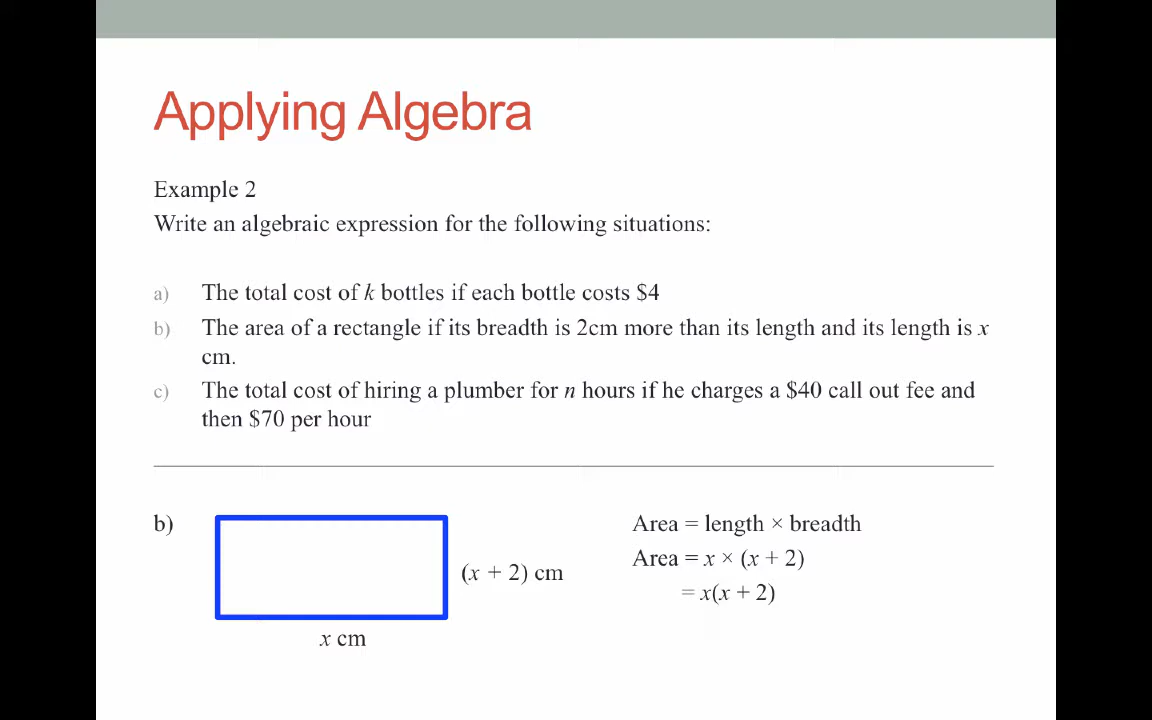 Applying Algebra
Example 2
Write an algebraic expression for the following situations:
a) The total cost of k bottles if each bottle costs $4
b) The area of a rectangle if its breadth is 2cm more than its length and its length is x
cm.
c) The total cost of hiring a plumber for n hours if he charges a $40 call out fee and
then $70 per hour
b)
(x + 2) cm
x cm
Area = length × breadth
Area = x × (x + 2)
= x(x + 2)